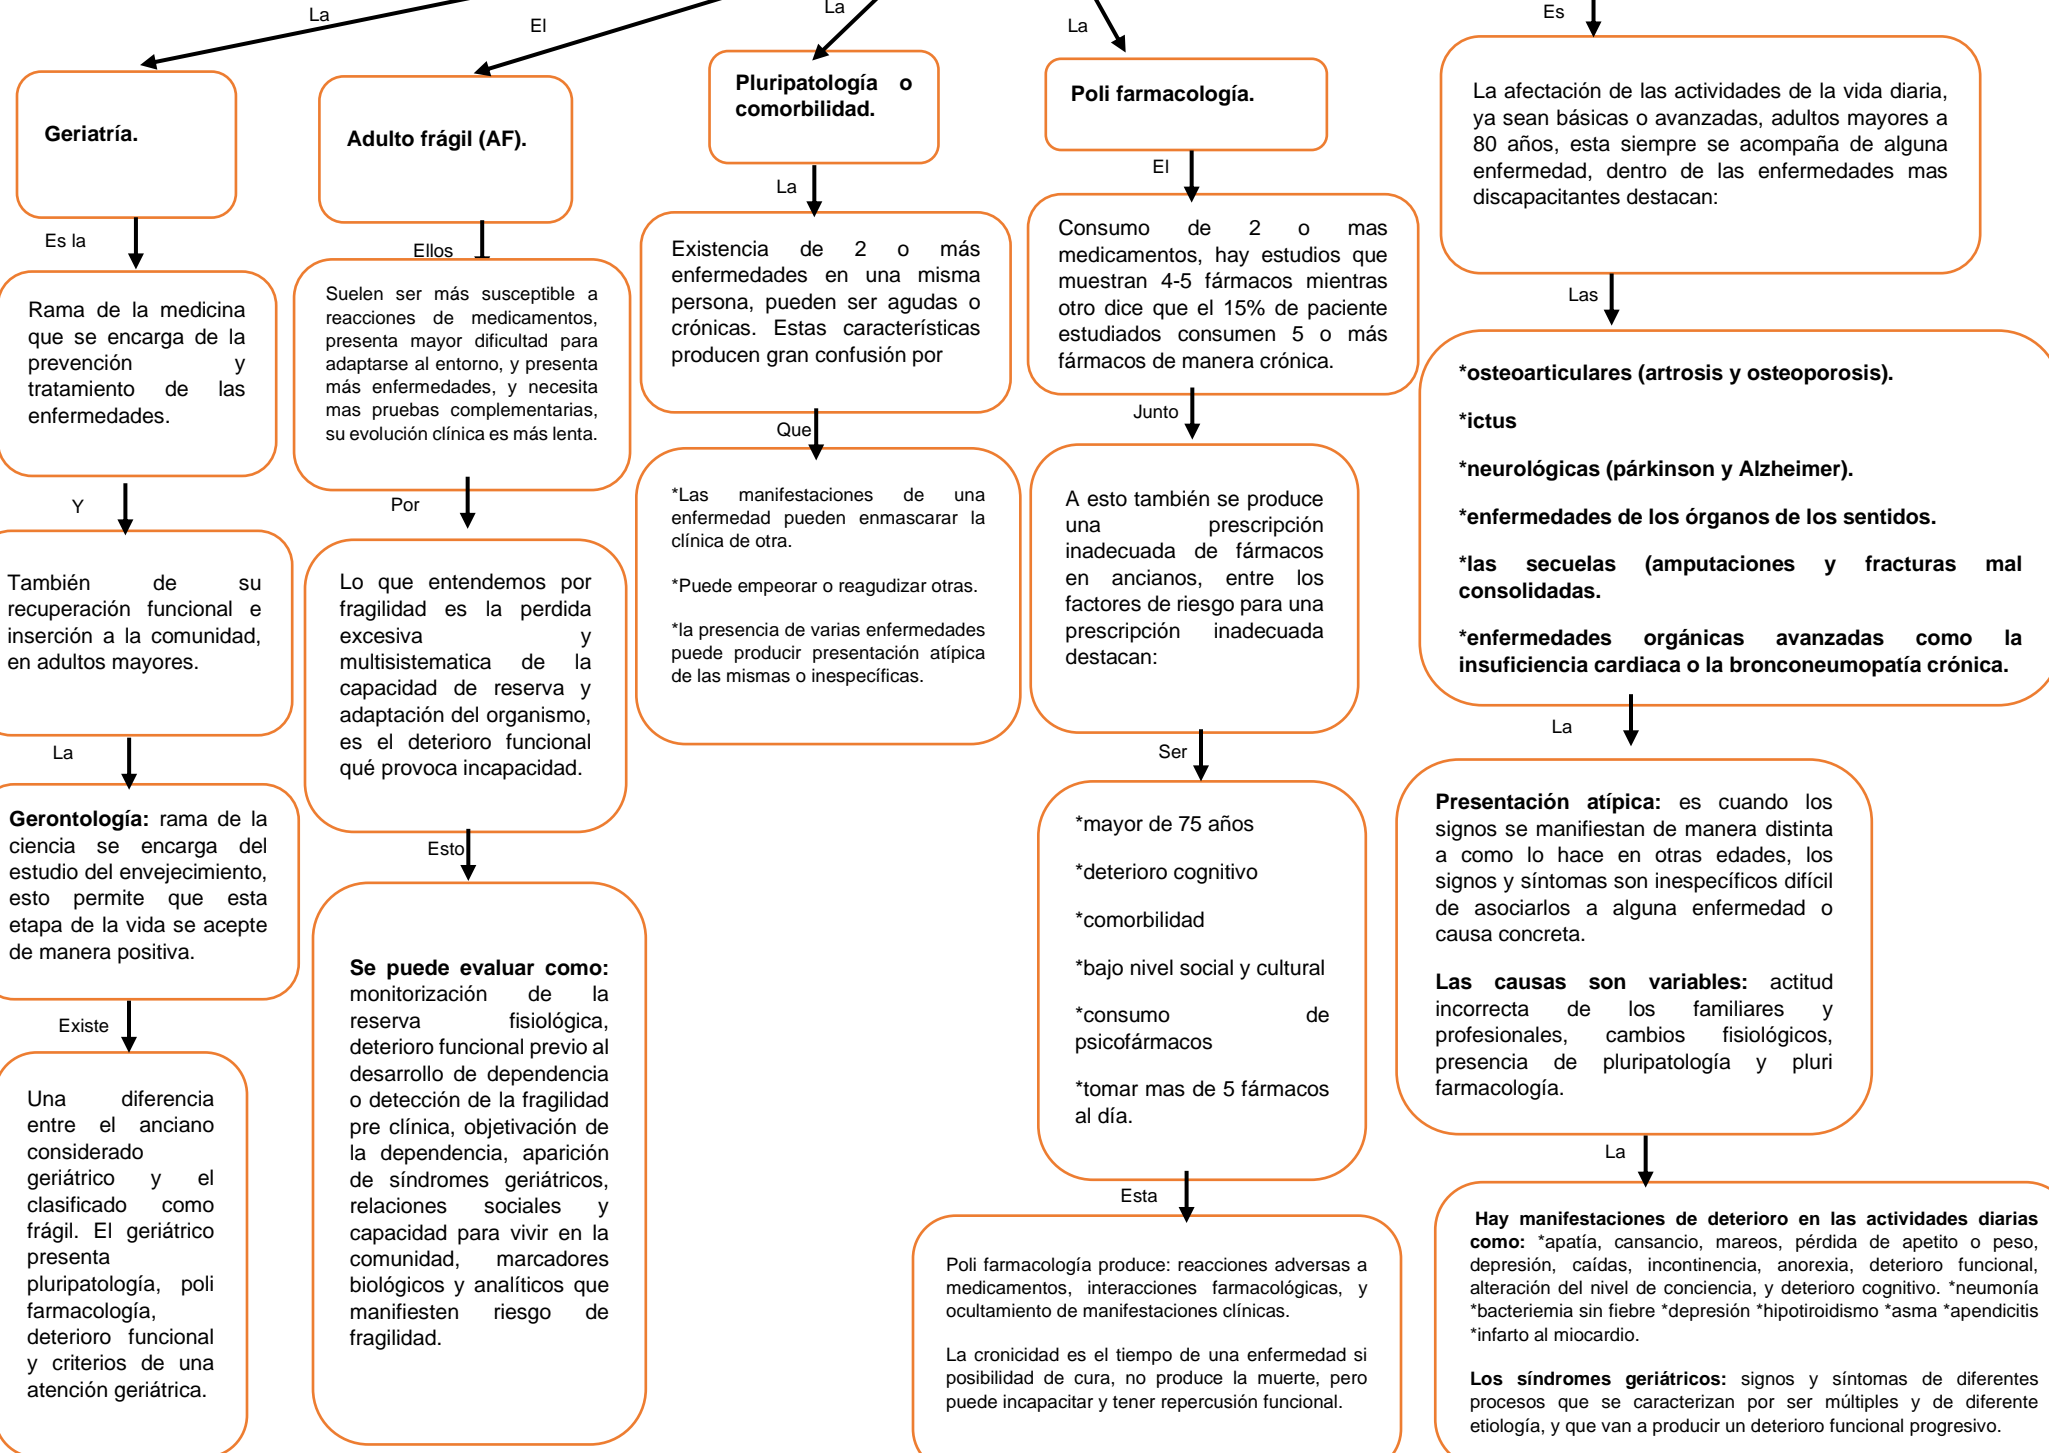 La
El
La
La
Es
Geriatría.
Es la
Rama de la medicina
que se encarga de la
prevención y
tratamiento de las
enfermedades.
Y
También de su
recuperación funcional e
inserción a la comunidad,
en adultos mayores.
La
Gerontología: rama de la
ciencia se encarga del
estudio del envejecimiento,
esto permite que esta
etapa de la vida se acepte
de manera positiva.
Existe
Una diferencia
entre el anciano
considerado
geriátrico y el
clasificado como
frágil. El geriátrico
presenta
pluripatología, poli
farmacología,
deterioro funcional
y criterios de una
atención geriátrica.
Adulto frágil (AF).
Ellos
Suelen ser más susceptible a
reacciones de medicamentos,
presenta mayor dificultad para
adaptarse al entorno, y presenta
más enfermedades, y necesita
mas pruebas complementarias,
su evolución clínica es más lenta.
Por
Lo que entendemos por
fragilidad es la perdida
excesiva y
multisistematica de la
capacidad de reserva y
adaptación del organismo,
es el deterioro funcional
qué provoca incapacidad.
Esto
Se puede evaluar como:
monitorización de la
reserva fisiológica,
deterioro funcional previo al
desarrollo de dependencia
o detección de la fragilidad
pre clínica, objetivación de
la dependencia, aparición
de síndromes geriátricos,
relaciones sociales y
capacidad para vivir en la
comunidad, marcadores
biológicos y analíticos que
manifiesten riesgo de
fragilidad.
Pluripatología o
comorbilidad.
La
Existencia de 2 o más
enfermedades en una misma
persona, pueden ser agudas o
crónicas. Estas características
producen gran confusión por
Que
*Las manifestaciones de una
enfermedad pueden enmascarar la
clínica de otra.
*Puede empeorar o reagudizar otras.
*la presencia de varias enfermedades
puede producir presentación atípica
de las mismas o inespecíficas.
Poli farmacología.
El
Consumo de 2 o mas
medicamentos, hay estudios que
muestran 4-5 fármacos mientras
otro dice que el 15% de paciente
estudiados consumen 5 o más
fármacos de manera crónica.
Junto
A esto también se produce
una prescripción
inadecuada de fármacos
en ancianos, entre los
factores de riesgo para una
prescripción inadecuada
destacan:
Ser
*mayor de 75 años
*deterioro cognitivo
*comorbilidad
*bajo nivel social y cultural
*consumo de
psicofármacos
*tomar mas de 5 fármacos
al día.
Esta
Poli farmacología produce: reacciones adversas a
medicamentos, interacciones farmacológicas, y
ocultamiento de manifestaciones clínicas.
La cronicidad es el tiempo de una enfermedad si
posibilidad de cura, no produce la muerte, pero
puede incapacitar y tener repercusión funcional.
La afectación de las actividades de la vida diaria,
ya sean básicas o avanzadas, adultos mayores a
80 años, esta siempre se acompaña de alguna
enfermedad, dentro de las enfermedades mas
discapacitantes destacan:
Las
*osteoarticulares (artrosis y osteoporosis).
*ictus
*neurológicas (párkinson y Alzheimer).
*enfermedades de los órganos de los sentidos.
*las secuelas (amputaciones y fracturas mal
consolidadas.
*enfermedades orgánicas avanzadas como la
insuficiencia cardiaca o la bronconeumopatía crónica.
La
Presentación atípica: es cuando los
signos se manifiestan de manera distinta
a como lo hace en otras edades, los
signos y síntomas son inespecíficos difícil
de asociarlos a alguna enfermedad o
causa concreta.
Las causas son variables: actitud
incorrecta de los familiares y
profesionales, cambios fisiológicos,
presencia de pluripatología y pluri
farmacología.
La
Hay manifestaciones de deterioro en las actividades diarias
como: *apatía, cansancio, mareos, pérdida de apetito o peso,
depresión, caídas, incontinencia, anorexia, deterioro funcional,
alteración del nivel de conciencia, y deterioro cognitivo. *neumonía
*bacteriemia sin fiebre *depresión *hipotiroidismo *asma *apendicitis
*infarto al miocardio.
Los síndromes geriátricos: signos y síntomas de diferentes
procesos que se caracterizan por ser múltiples y de diferente
etiología, y que van a producir un deterioro funcional progresivo.